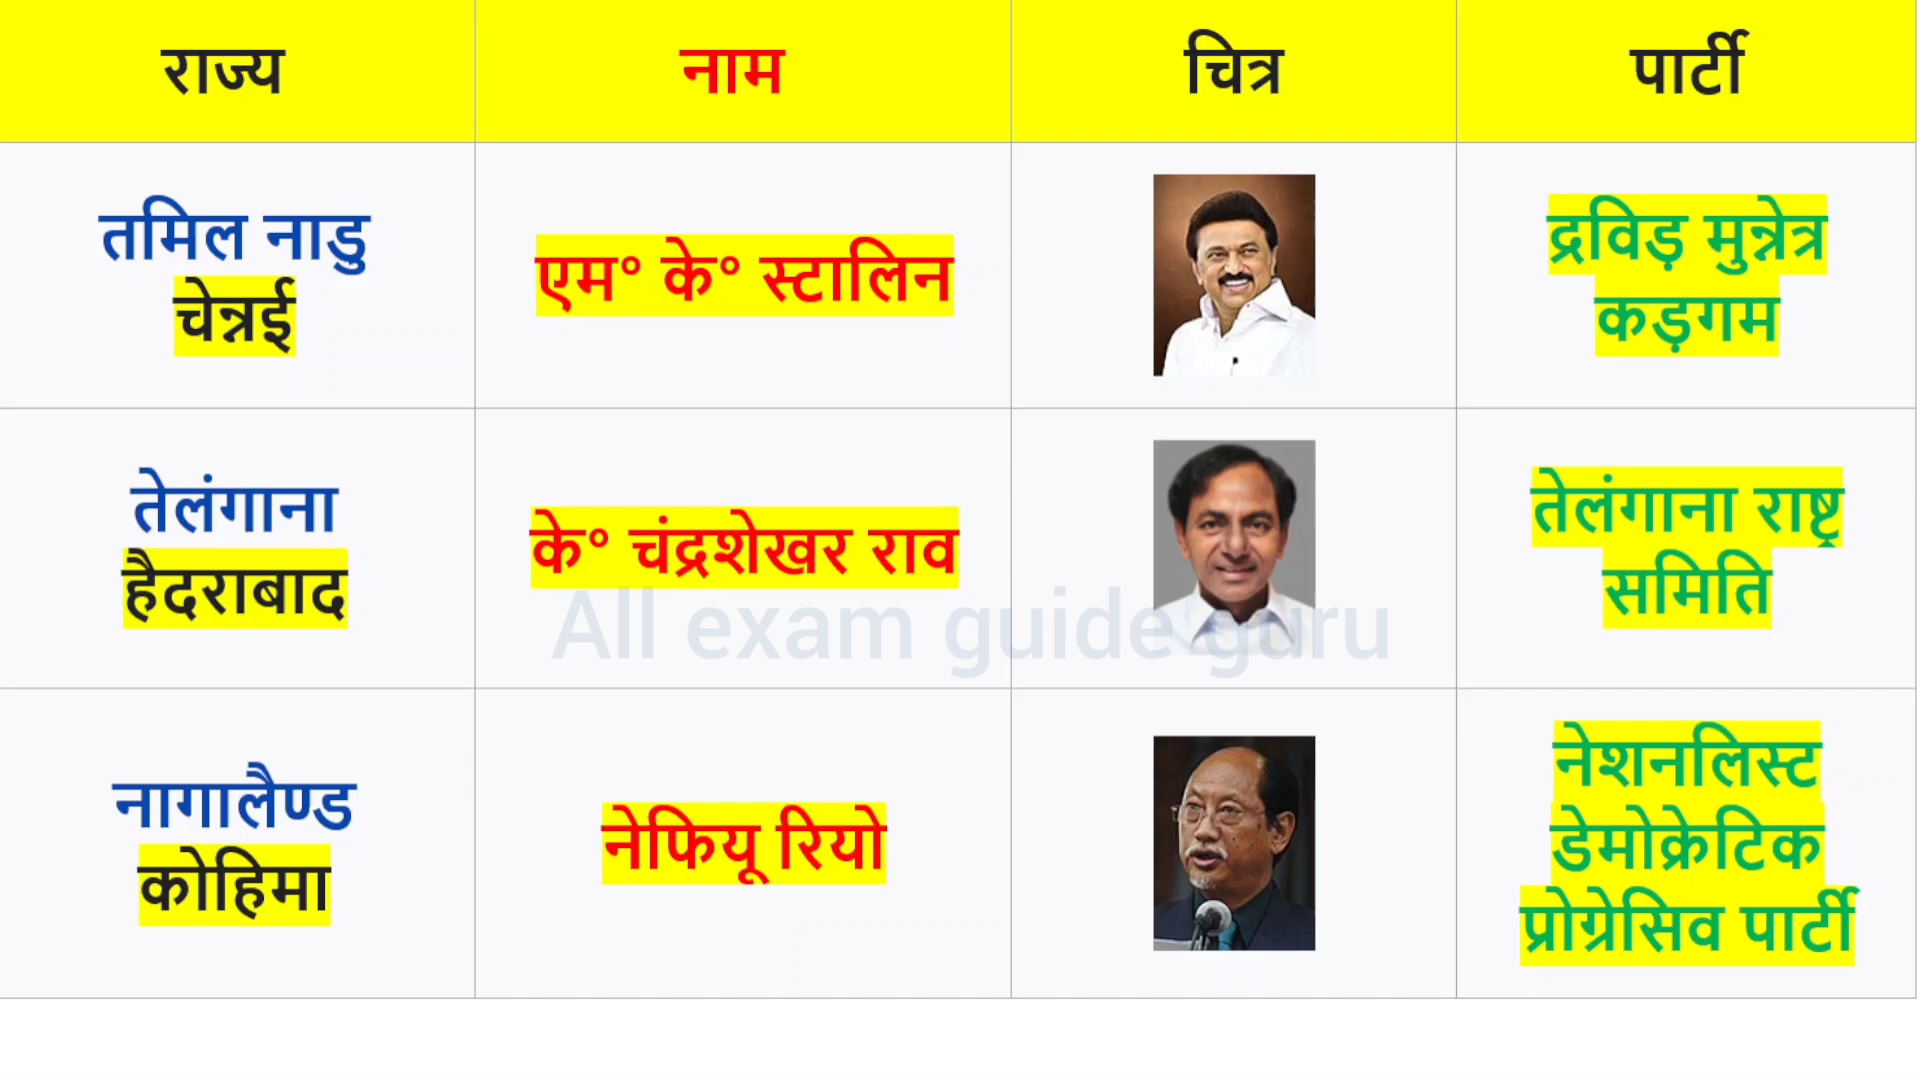 राज्य नाम चित्र पार्टी
तमिल नाडु
चेन्नई
एम° के° स्टालिन
द्रविड़ मुन्नेत्र
कड़गम
तेलंगाना
हैदराबाद
के° चंद्रशेखर राव
तेलंगाना राष्ट्र
समिति
All exam guide guru
नागालैण्ड
कोहिमा
नेफियू रियो
नेशनलिस्ट
डेमोक्रेटिक
प्रोग्रेसिव पार्टी